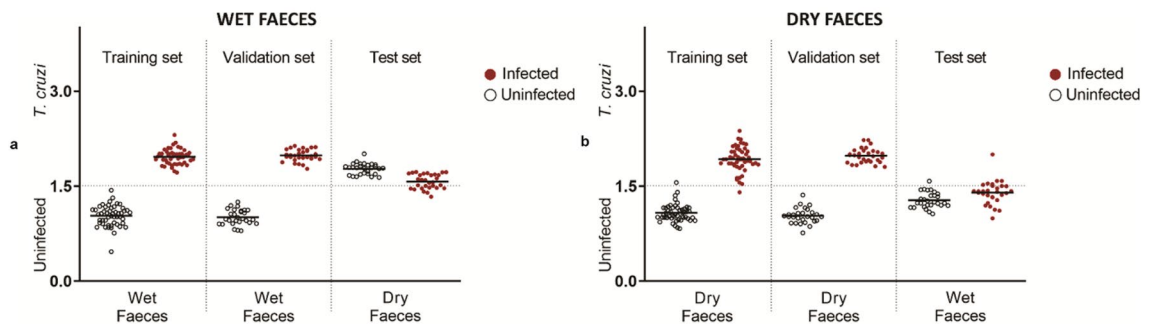 WET FAECES
a
T. cruzi
Uninfected
3.0
1.5
0.0
Training set
Validation set
Test set
Infected
Uninfected
Wet
Faeces
Wet
Faeces
Dry
Faeces
DRY FAECES
b
T. cruzi
Uninfected
3.0
1.5
0.0
Training set
Validation set
Test set
Infected
Uninfected
Dry
Faeces
Dry
Faeces
Wet
Faeces